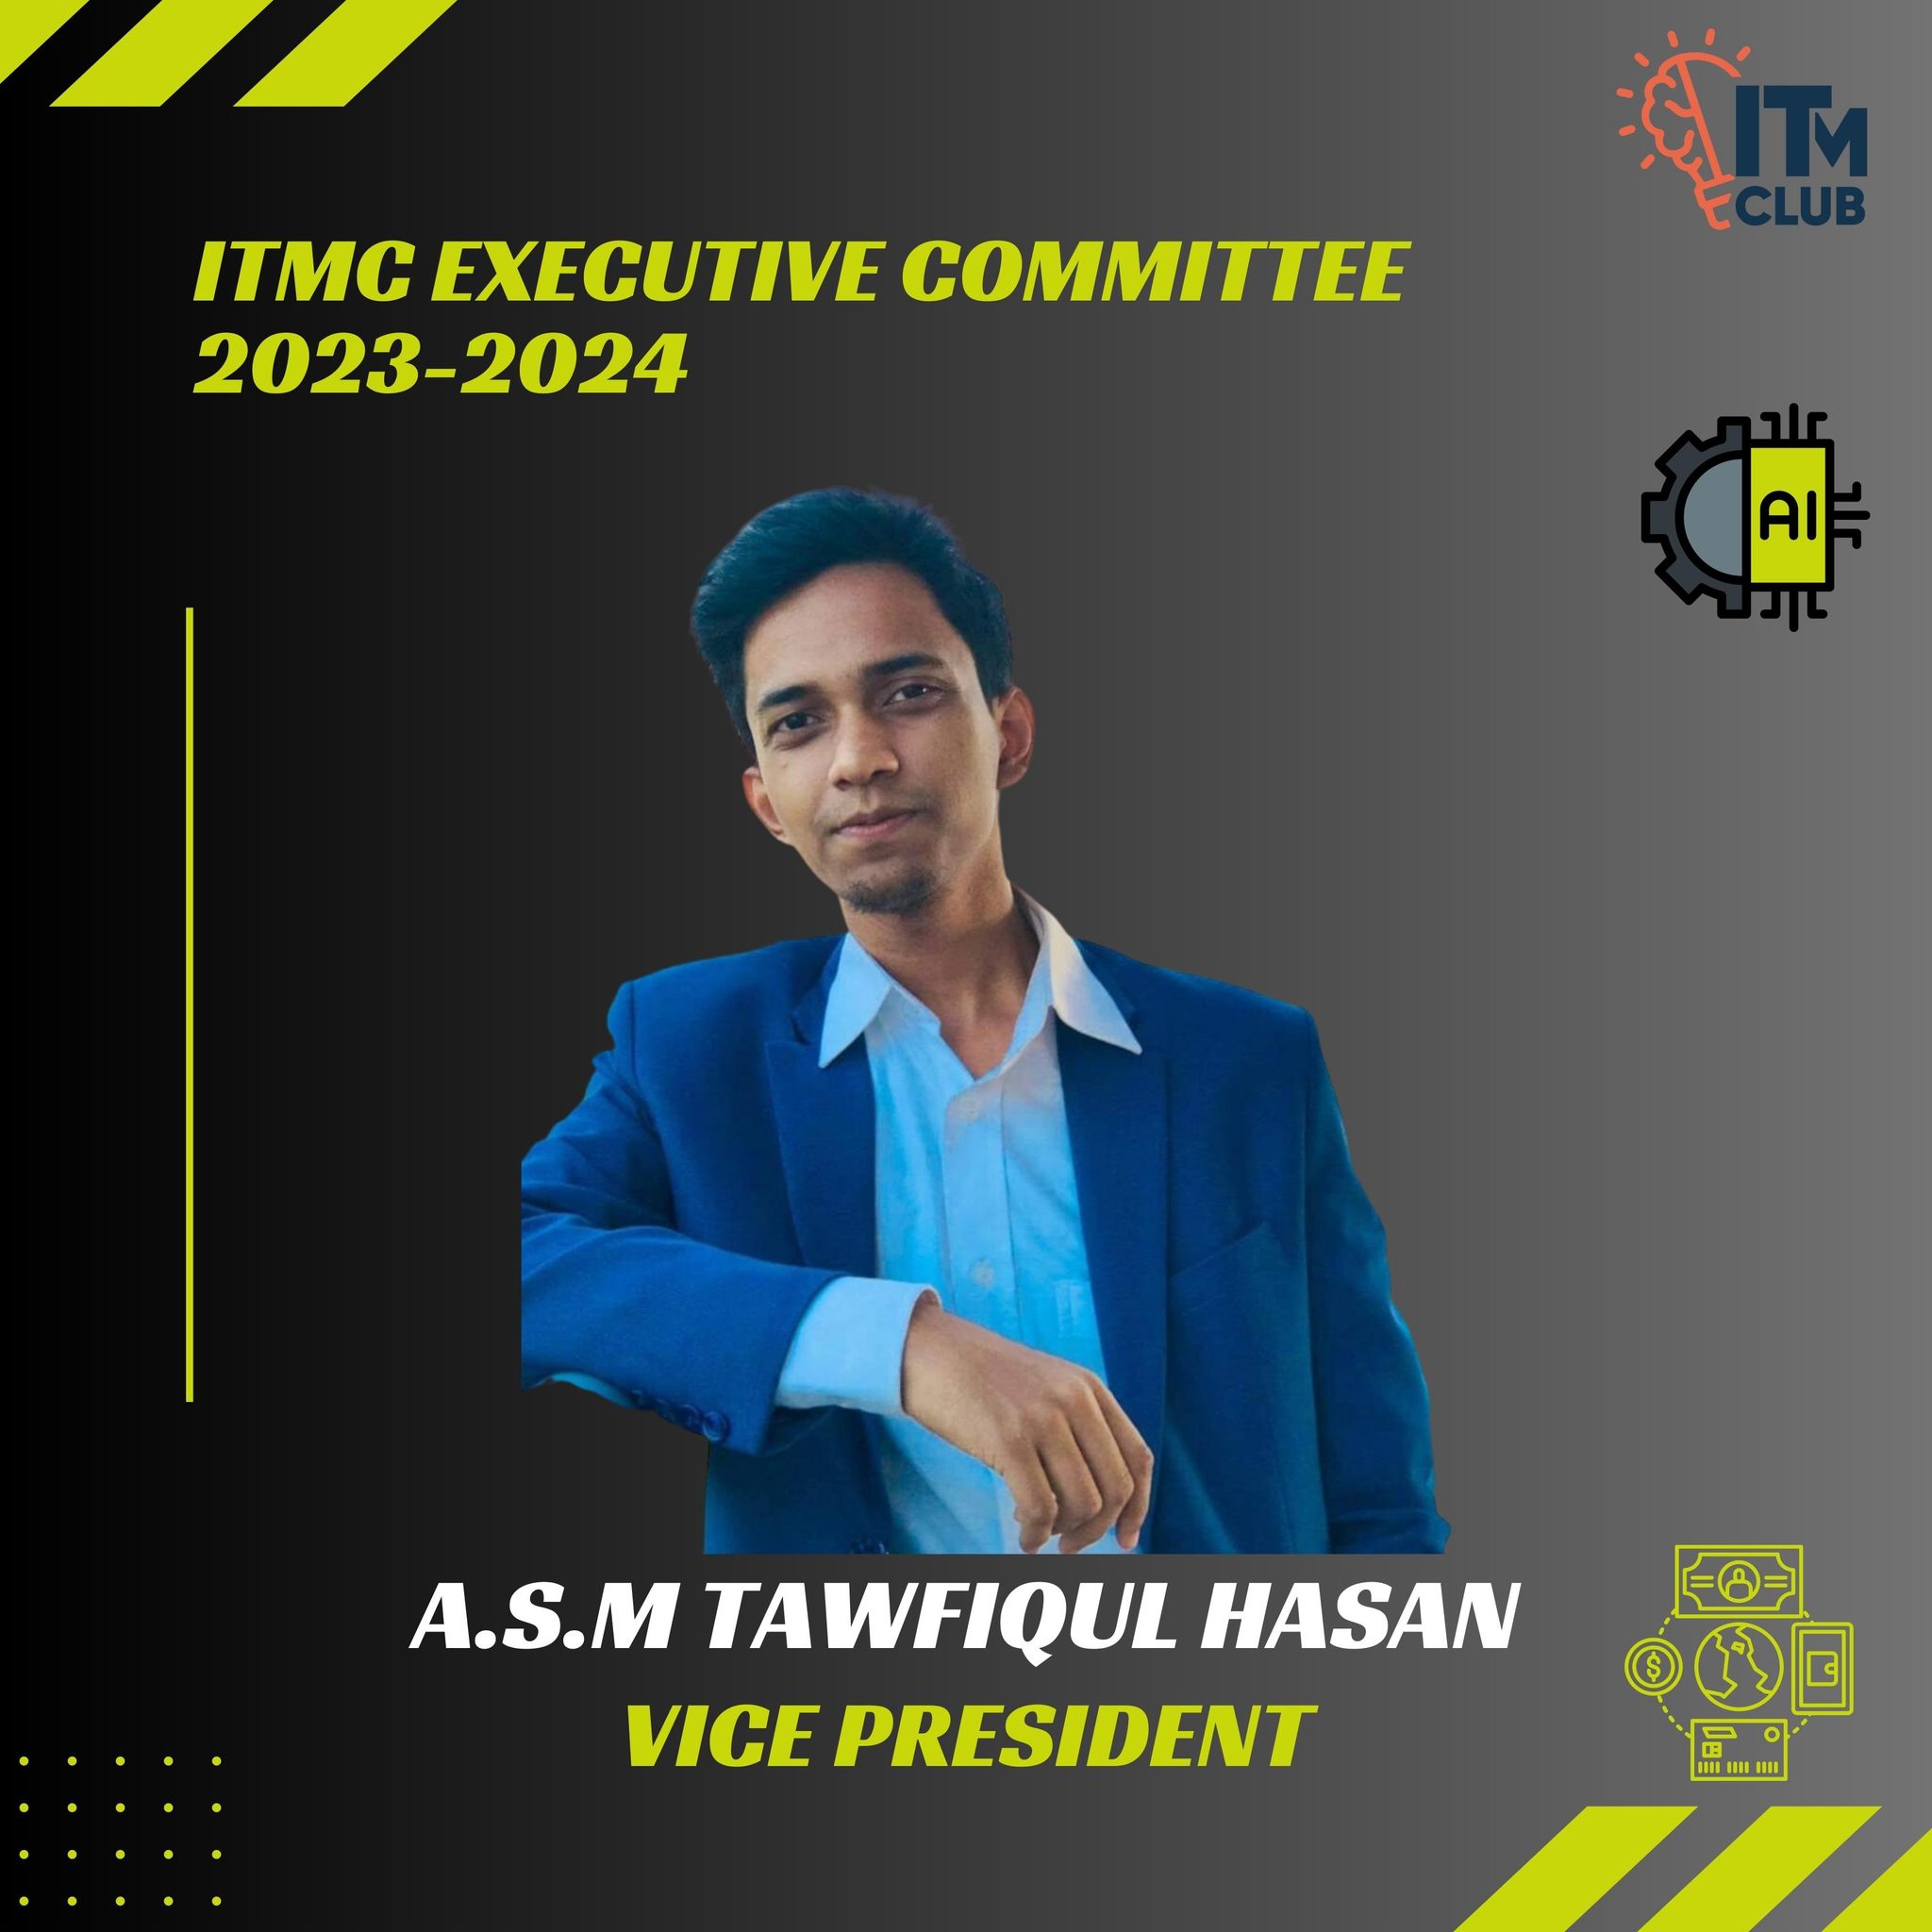 ITM
CLUB
ITMC EXECUTIVE COMMITTEE
2023-2024
AI
$
A.S.M TAWFIQUL HASAN
VICE PRESIDENT